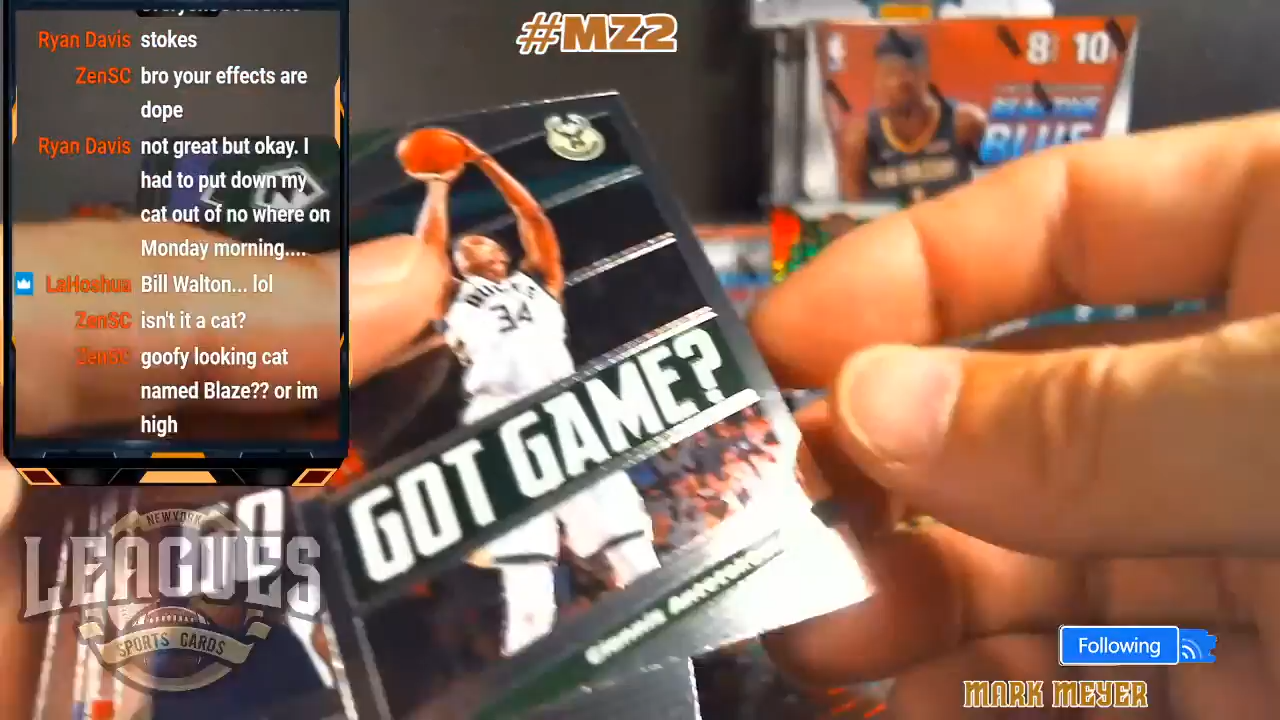 #MZ2
Ryan Davis stokes
ZenSC bro your effects are
dope
Ryan Davis not great but okay. I
had to put down my
cat out of no where on
Monday morning....
LaHoshua Bill Walton... lol
ZenSC isn't it a cat?
ZenSC goofy looking cat
named Blaze?? or im
high
8 10
BLUE
BUCKS
34
GOT GAME?
NEW YORK
LEAGUES
SPORTS CARDS
Following
MARK MEYER